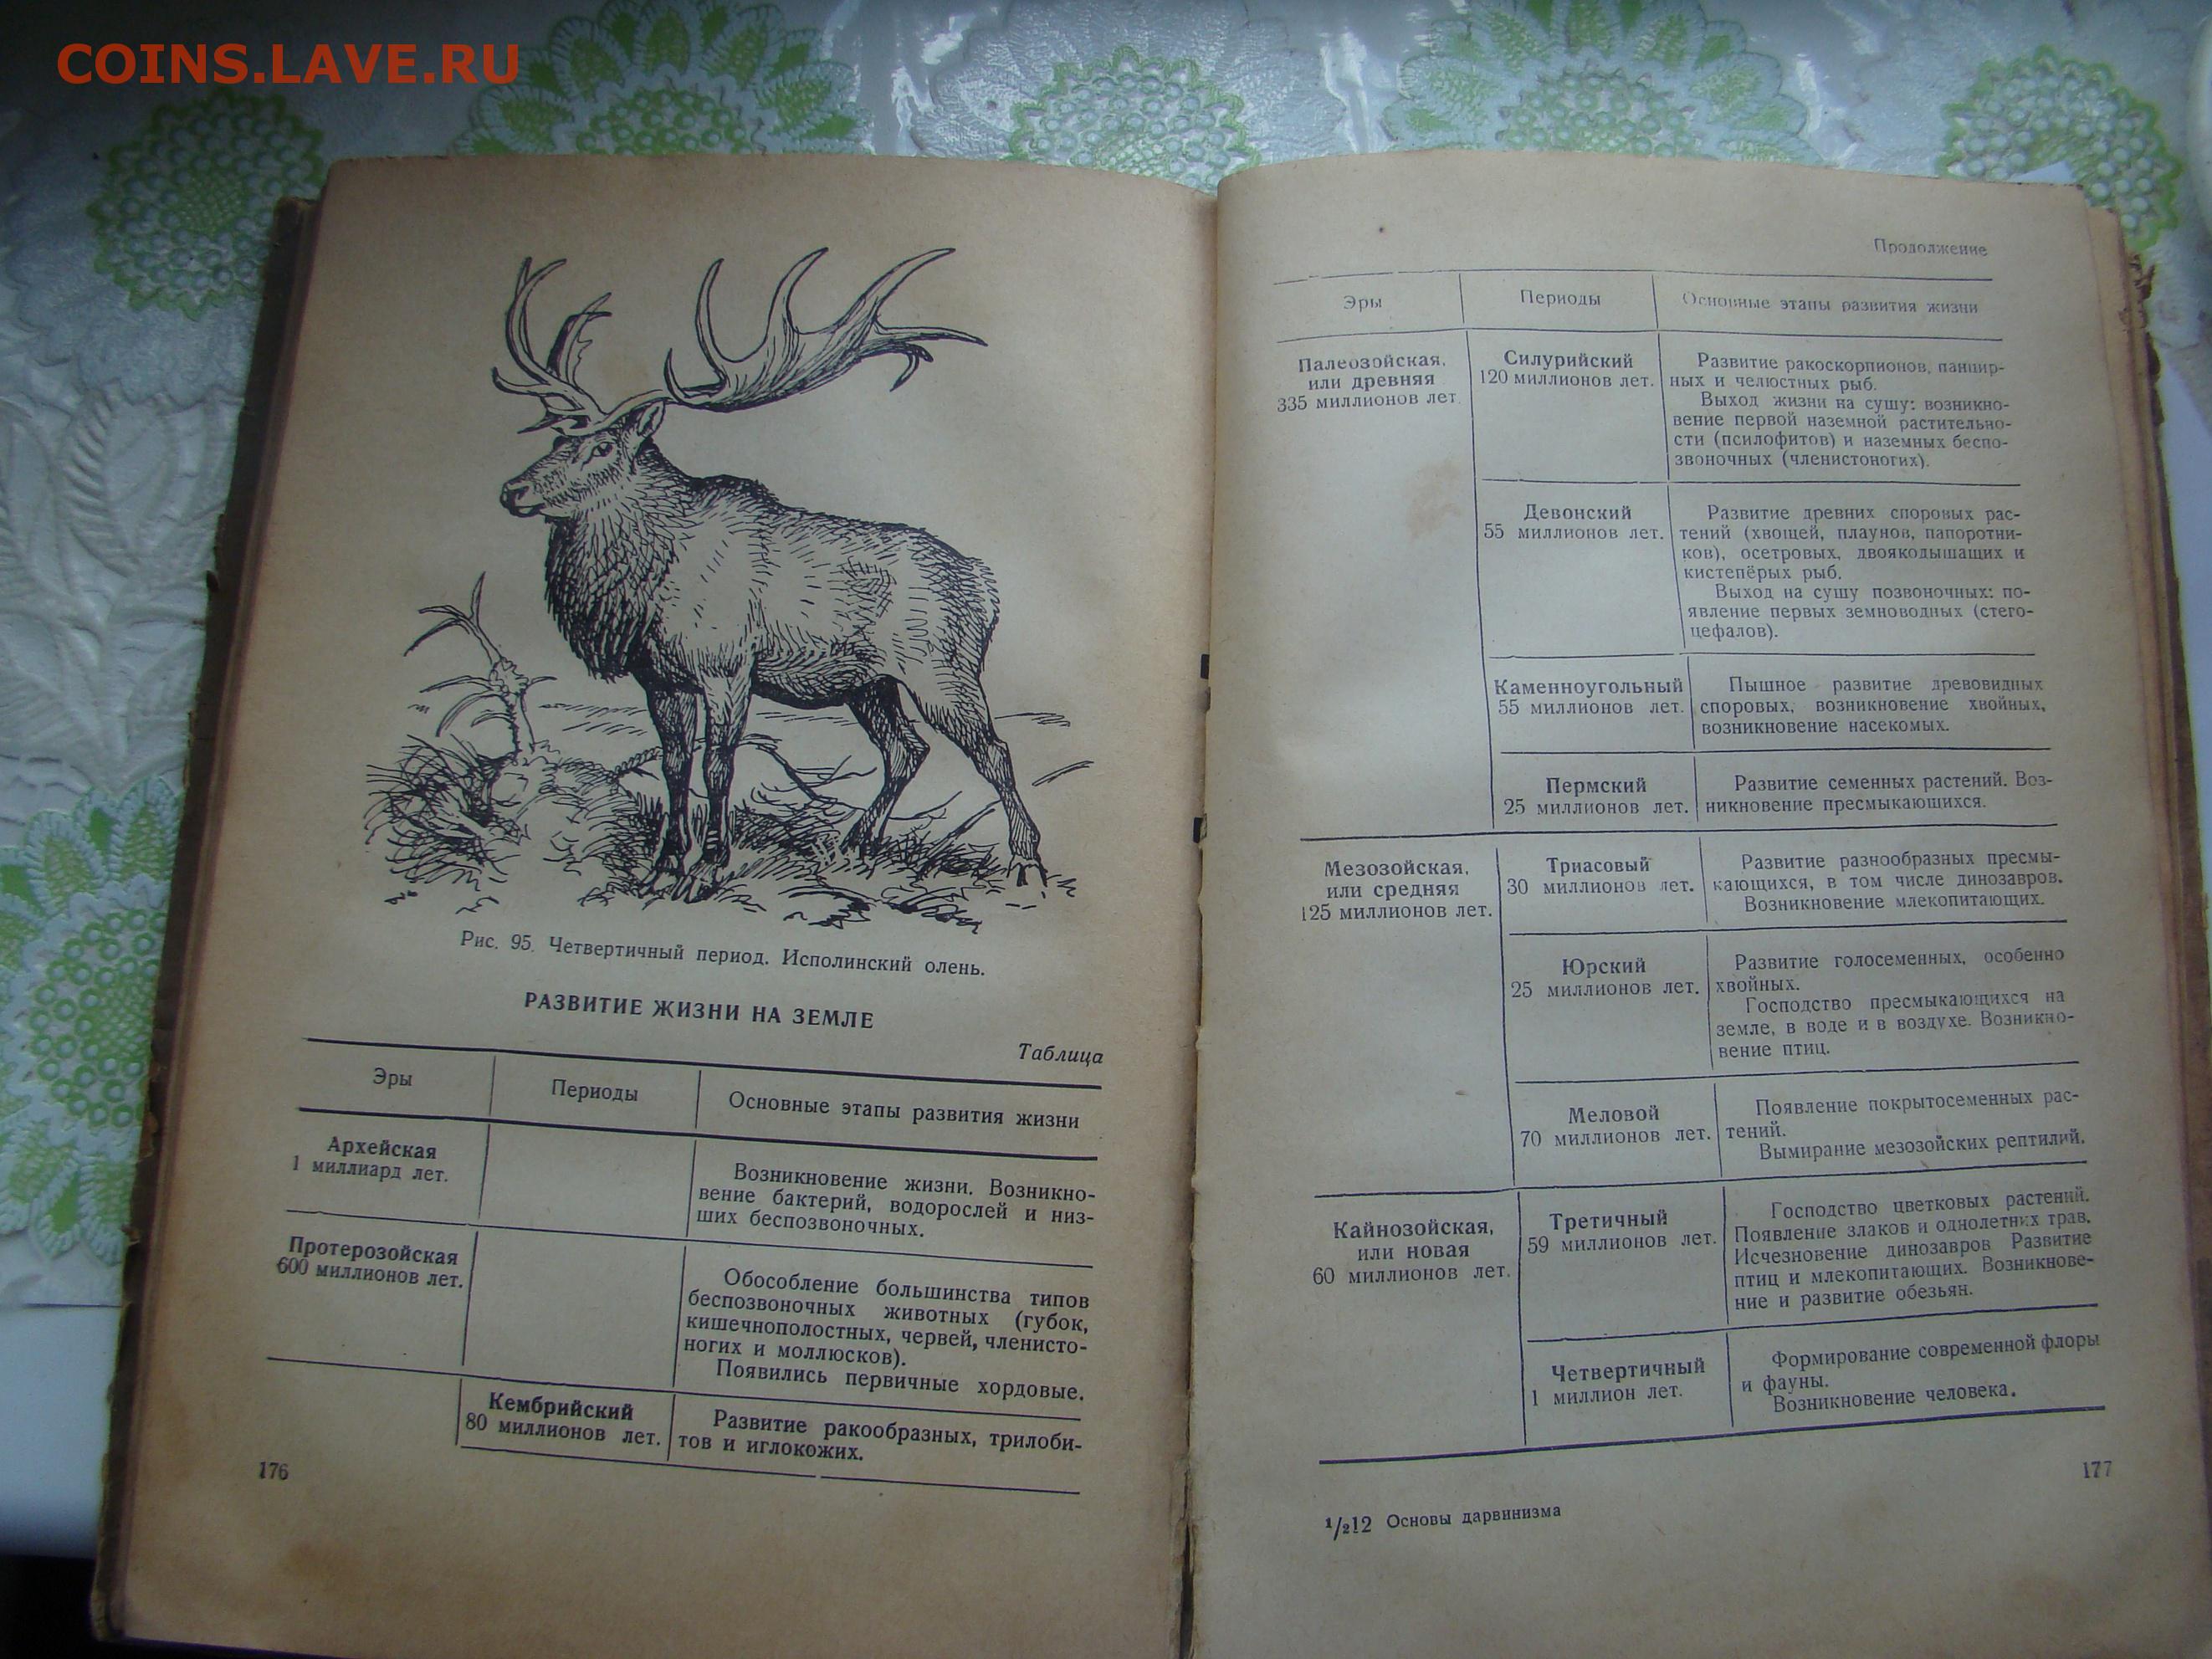 COINS.LAVE.RU
Рис. 95. Четвертичный период. Исполинский олень.
РАЗВИТИЕ ЖИЗНИ НА ЗЕМЛЕ
Таблица
Эры Периоды Основные этапы развития жизни
Архейская
1 миллиард лет.
Возникновение жизни. Возникно-
вение бактерий, водорослей и низ-
ших беспозвоночных.
Протерозойская
600 миллионов лет.
Обособление большинства типов
беспозвоночных животных (губок,
кишечнополостных, червей, членисто-
ногих и моллюсков).
Появились первичные хордовые.
Кембрийский
80 миллионов лет.
Развитие ракообразных, трилоби-
тов и иглокожих.
176
Продолжение
Эры Периоды Основные этапы развития жизни
Палеозойская,
или древняя
335 миллионов лет.
Силурийский
120 миллионов лет.
Развитие ракоскорпионов, панцир-
ных и челюстных рыб.
Выход жизни на сушу: возникно-
вение первой наземной растительно-
сти (псилофитов) и наземных беспо-
звоночных (членистоногих).
Девонский
55 миллионов лет.
Развитие древних споровых рас-
тений (хвощей, плаунов, папоротни-
ков), осетровых, двоякодышащих и
кистепёрых рыб.
Выход на сушу позвоночных: по-
явление первых земноводных (стего-
цефалов).
Каменноугольный
55 миллионов лет.
Пышное развитие древовидных
споровых, возникновение хвойных,
возникновение насекомых.
Пермский
25 миллионов лет.
Развитие семенных растений. Воз-
никновение пресмыкающихся.
Мезозойская,
или средняя
125 миллионов лет.
Триасовый
30 миллионов лет.
Развитие разнообразных пресмы-
кающихся, в том числе динозавров.
Возникновение млекопитающих.
Юрский
25 миллионов лет.
Развитие голосеменных, особенно
хвойных.
Господство пресмыкающихся на
земле, в воде и в воздухе. Возникно-
вение птиц.
Меловой
70 миллионов лет.
Появление покрытосеменных рас-
тений.
Вымирание мезозойских рептилий.
Кайнозойская,
или новая
60 миллионов лет.
Третичный
59 миллионов лет.
Господство цветковых растений.
Появление злаков и однолетних трав.
Исчезновение динозавров Развитие
птиц и млекопитающих. Возникнове-
ние и развитие обезьян.
Четвертичный
1 миллион лет.
Формирование современной флоры
и фауны.
Возникновение человека.
177
1/212 Основы дарвинизма